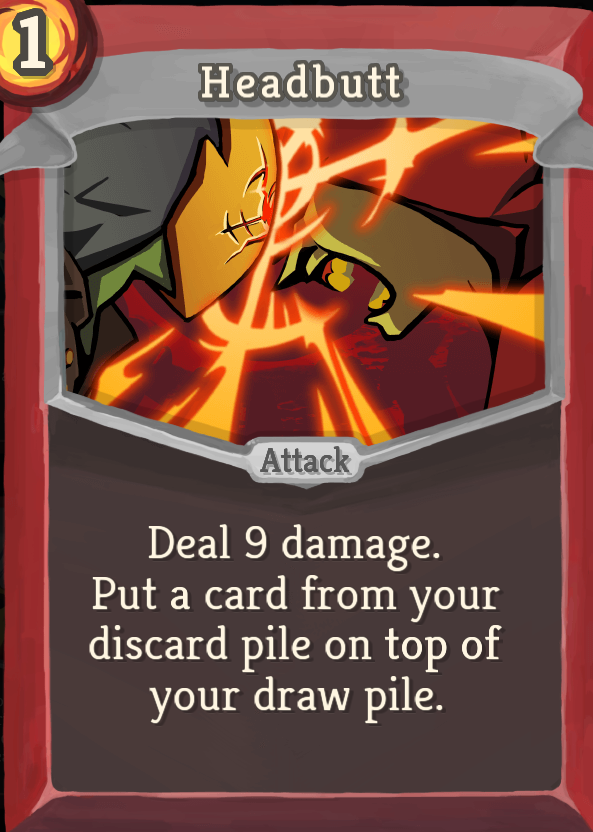 1
Headbutt
Attack
Deal 9 damage.
Put a card from your
discard pile on top of
your draw pile.